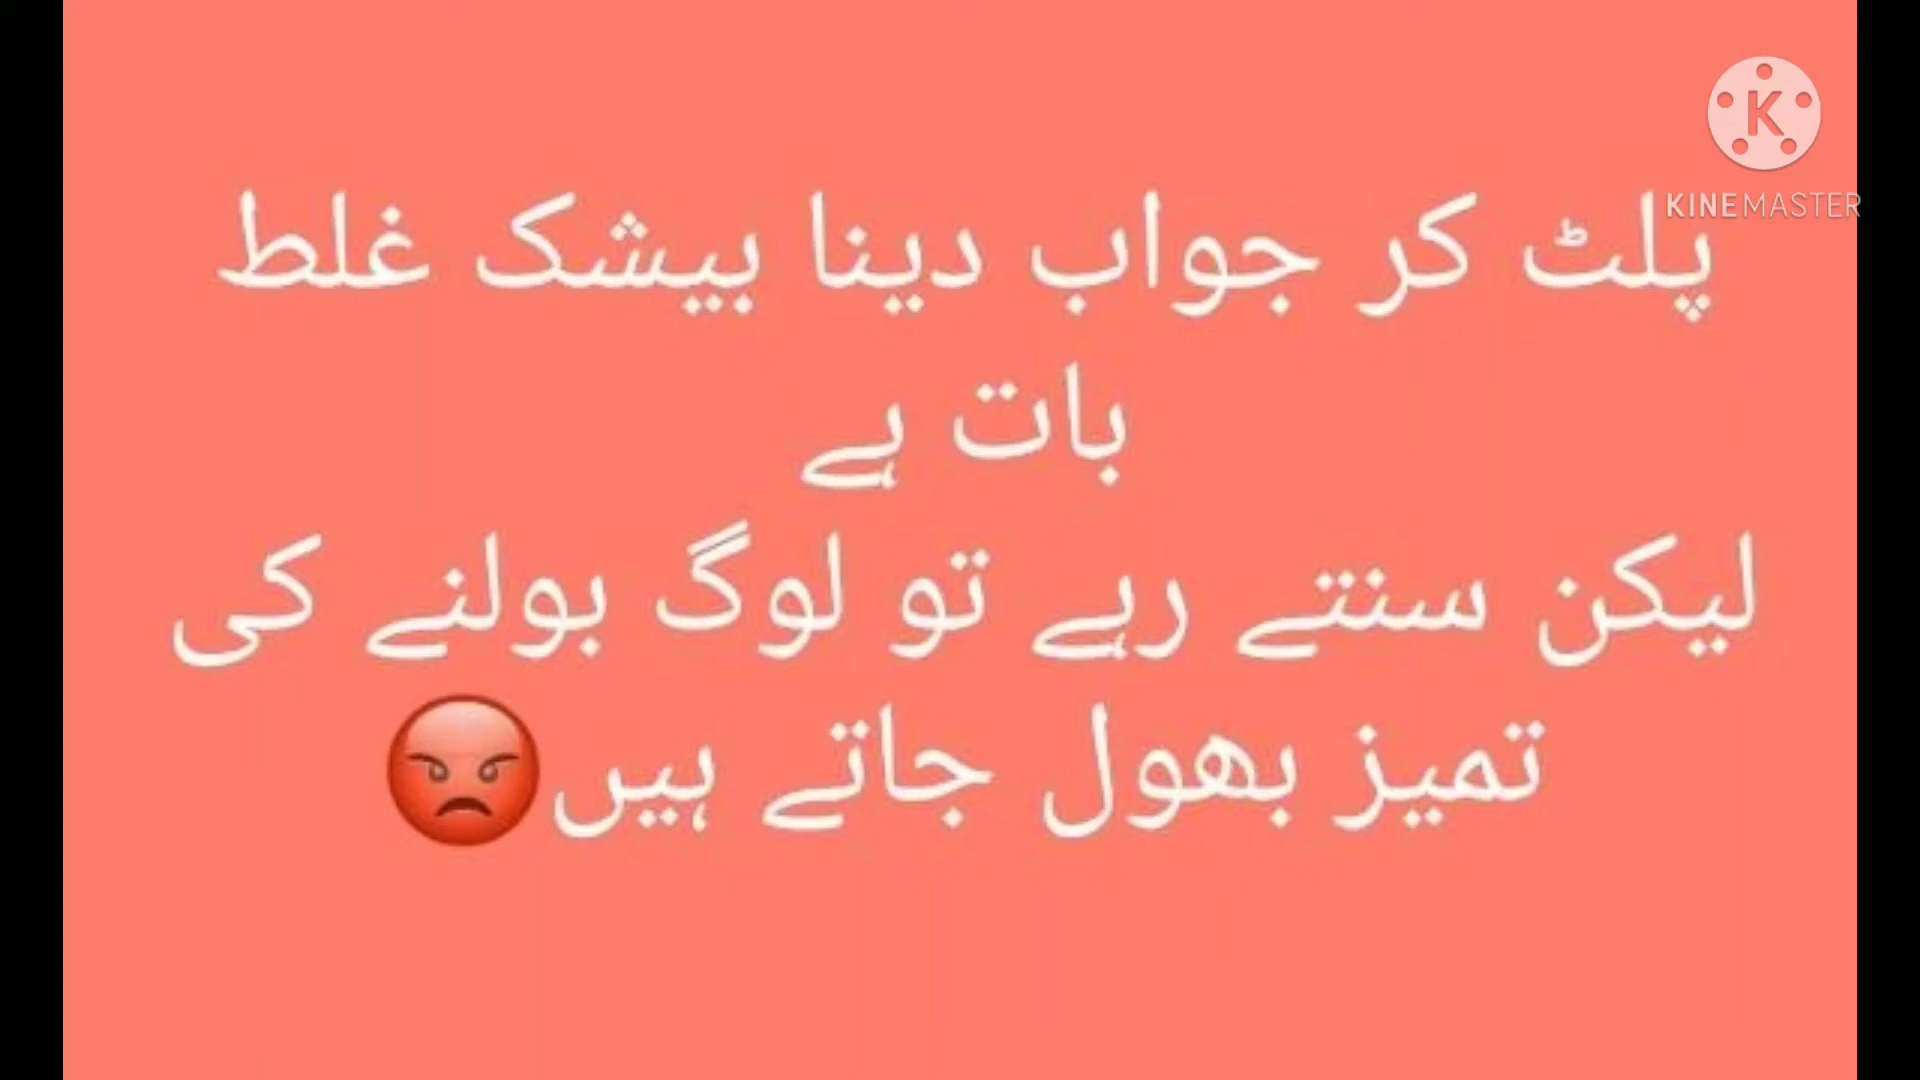 KINEMASTER
پلٹ کر جواب دینا بیشک غلط
بات ہے
لیکن سنتے رہے تو لوگ بولنے کی
تمیز بھول جاتے ہیں😡